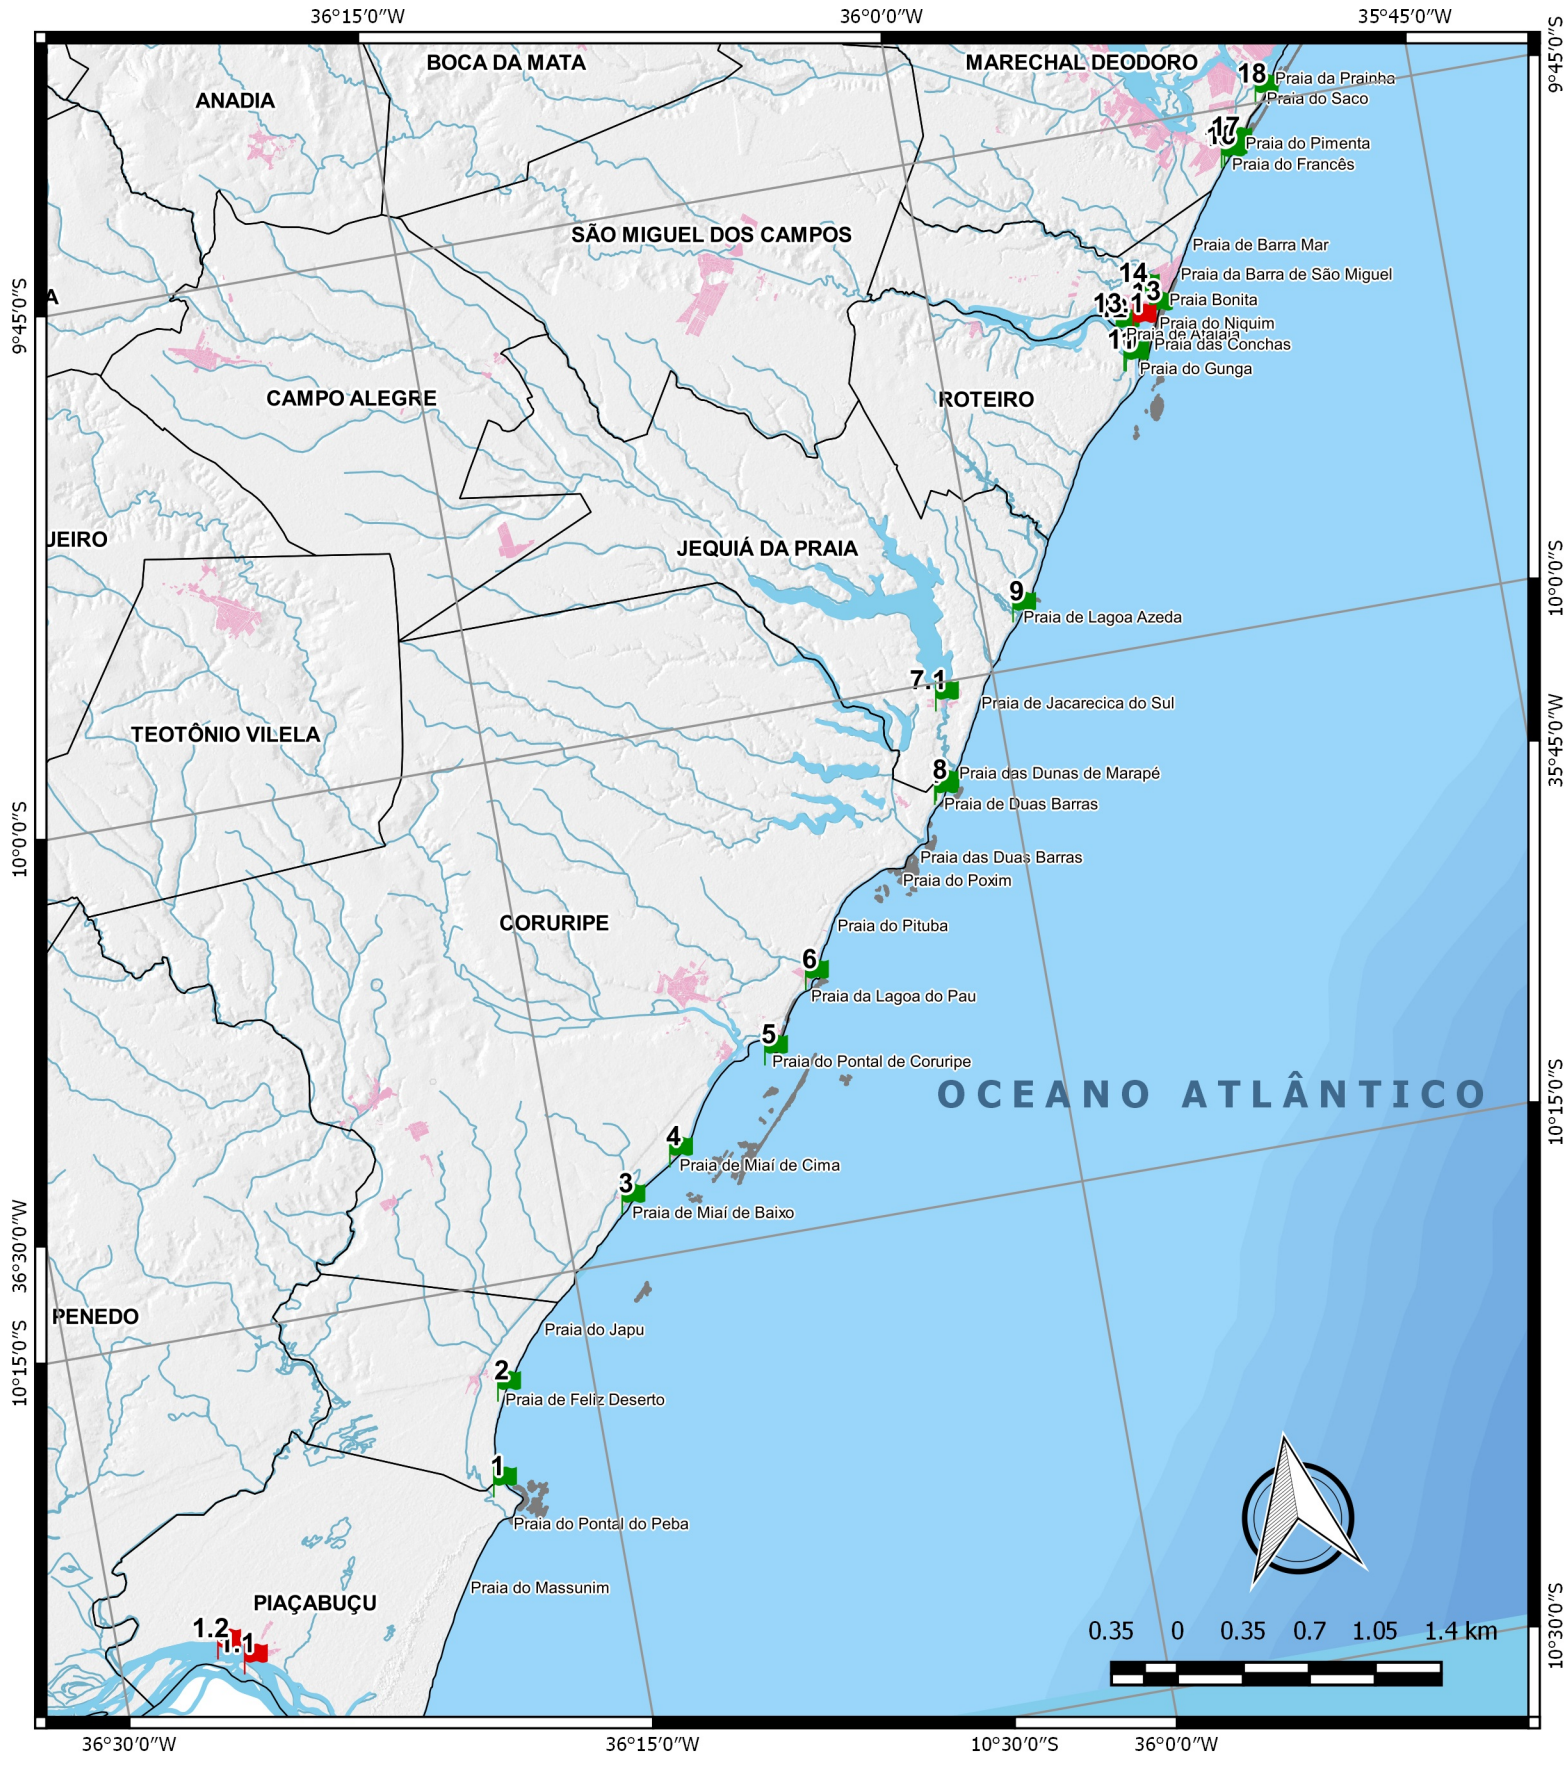 36°15'0"W
36°0'0"W
35°45'0"W
9°45'0"S
BOCA DA MATA
MARECHAL DEODORO
18
Praia da Prainha
Praia do Saco
ANADIA
17
Praia do Pimenta
Praia do Francês
SÃO MIGUEL DOS CAMPOS
Praia de Barra Mar
14
Praia da Barra de São Miguel
13
Praia Bonita
A
13.1
Praia do Niquim
Praia de Atalaia
Praia das Conchas
11
Praia do Gunga
9°45'0"S
CAMPO ALEGRE
ROTEIRO
JEIRO
JEQUIÁ DA PRAIA
10°0'0"S
9
Praia de Lagoa Azeda
7.1
Praia de Jacarecica do Sul
TEOTÔNIO VILELA
35°45'0"W
8
Praia das Dunas de Marapé
Praia de Duas Barras
10°0'0"S
Praia das Duas Barras
Praia do Poxim
CORURIPE
Praia do Pituba
6
Praia da Lagoa do Pau
5
Praia do Pontal de Coruripe
OCEANO ATLÂNTICO
10°15'0"S
4
Praia de Miaí de Cima
3
Praia de Miaí de Baixo
36°30'0"W
PENEDO
Praia do Japu
10°15'0"S
2
Praia de Feliz Deserto
1
Praia do Pontal do Peba
Praia do Massunim
PIAÇABUÇU
1.2
1.1
0.35 0 0.35 0.7 1.05 1.4 km
10°30'0"S
36°30'0"W
36°15'0"W
10°30'0"S
36°0'0"W